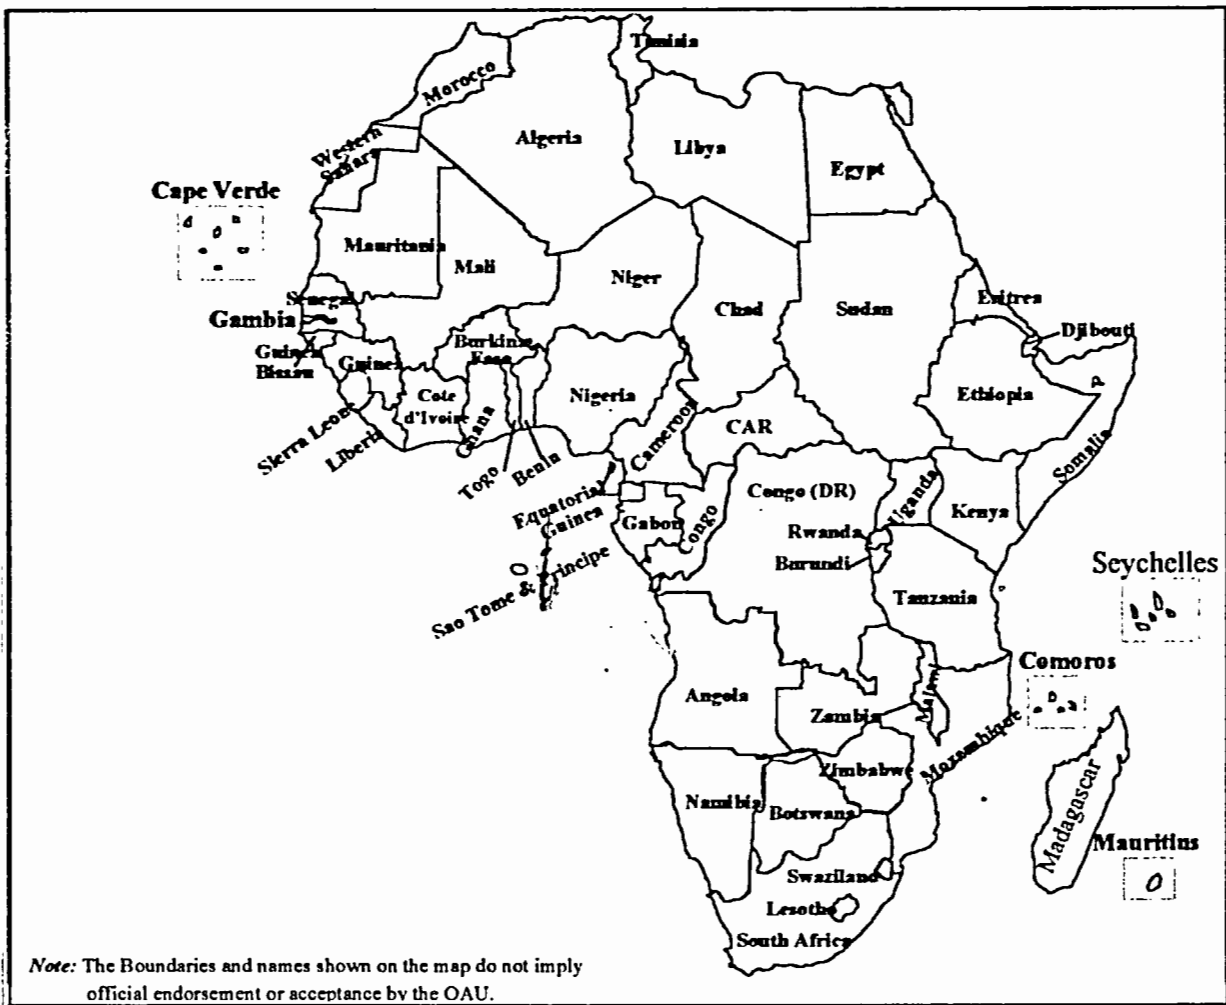 Tunisia
Morocco
Algeria
Libya
Egypt
Western
Sahara
Cape Verde
Mauritania
Mali
Niger
Chad
Sudan
Eritrea
Senegal
Gambia
Djibouti
Guinea
Bissau
Guinea
Burkina
Faso
Nigeria
Ethiopia
Cote
d'Ivoire
Ghana
Sierra Leone
Liberia
Togo
Benin
Cameroon
CAR
Somalia
Equatorial
Guinea
Gabon
Congo
Congo (DR)
Uganda
Kenya
Rwanda
Burundi
Sao Tome & Principe
Tanzania
Seychelles
Comoros
Angola
Zambia
Malawi
Mozambique
Zimbabwe
Namibia
Botswana
Madagascar
Mauritius
Swaziland
Lesotho
South Africa
Note: The Boundaries and names shown on the map do not imply
official endorsement or acceptance by the OAU.